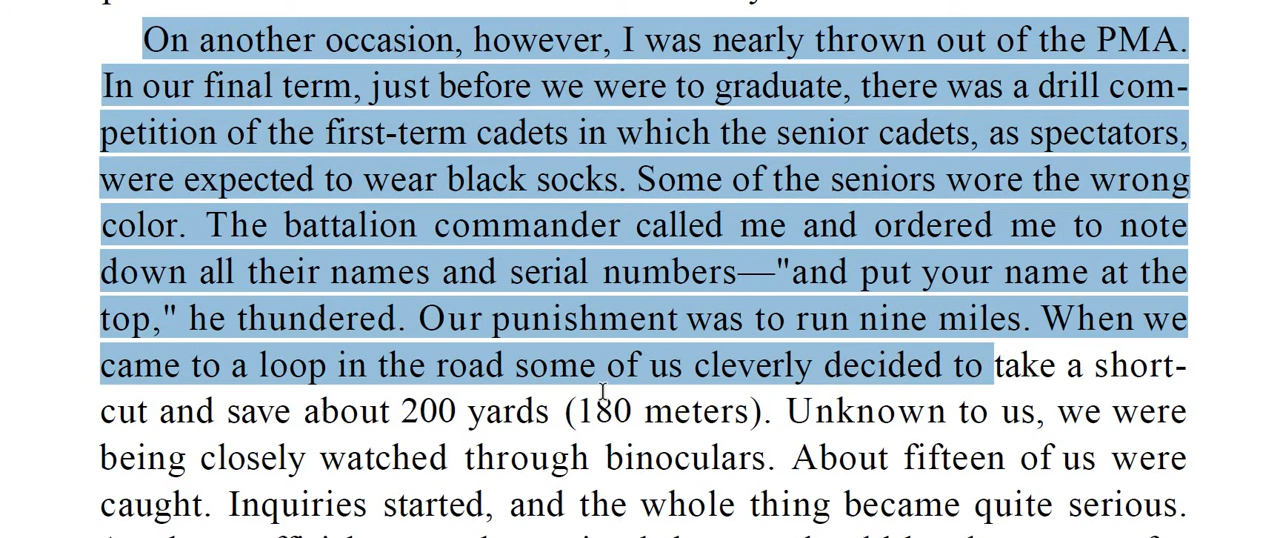 On another occasion, however, I was nearly thrown out of the PMA.
In our final term, just before we were to graduate, there was a drill com-
petition of the first-term cadets in which the senior cadets, as spectators,
were expected to wear black socks. Some of the seniors wore the wrong
color. The battalion commander called me and ordered me to note
down all their names and serial numbers—"and put your name at the
top," he thundered. Our punishment was to run nine miles. When we
came to a loop in the road some of us cleverly decided to take a short-
cut and save about 200 yards (180 meters). Unknown to us, we were
being closely watched through binoculars. About fifteen of us were
caught. Inquiries started, and the whole thing became quite serious.